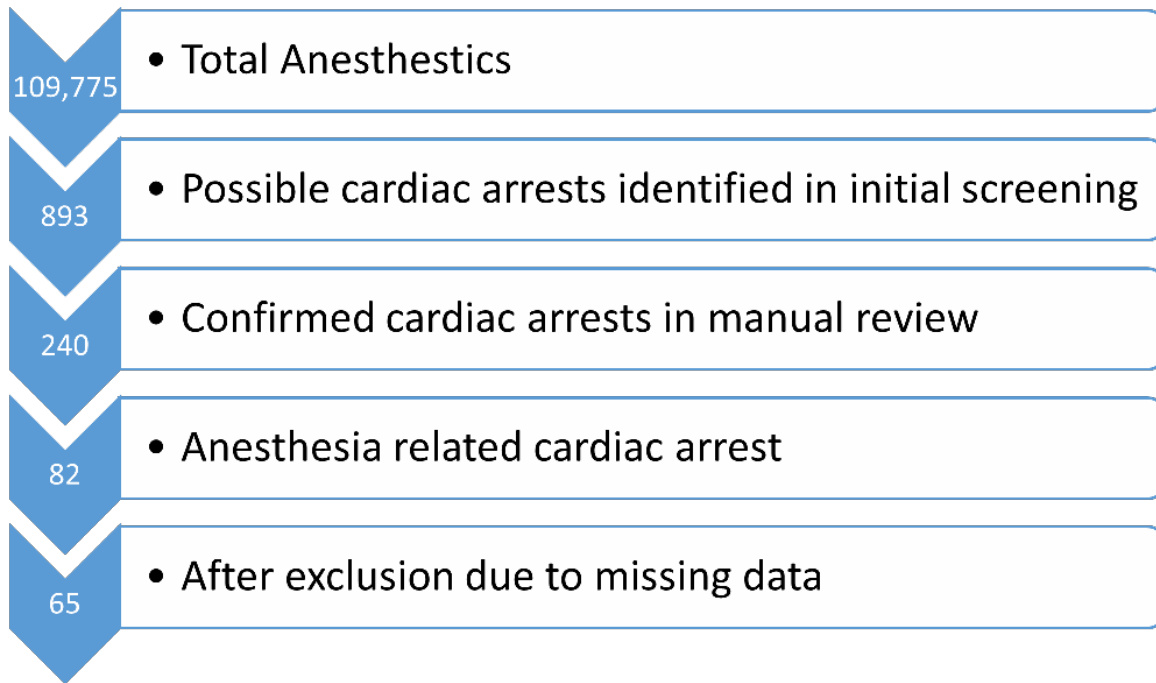 109,775
• Total Anesthestics
893
• Possible cardiac arrests identified in initial screening
240
• Confirmed cardiac arrests in manual review
82
• Anesthesia related cardiac arrest
65
• After exclusion due to missing data